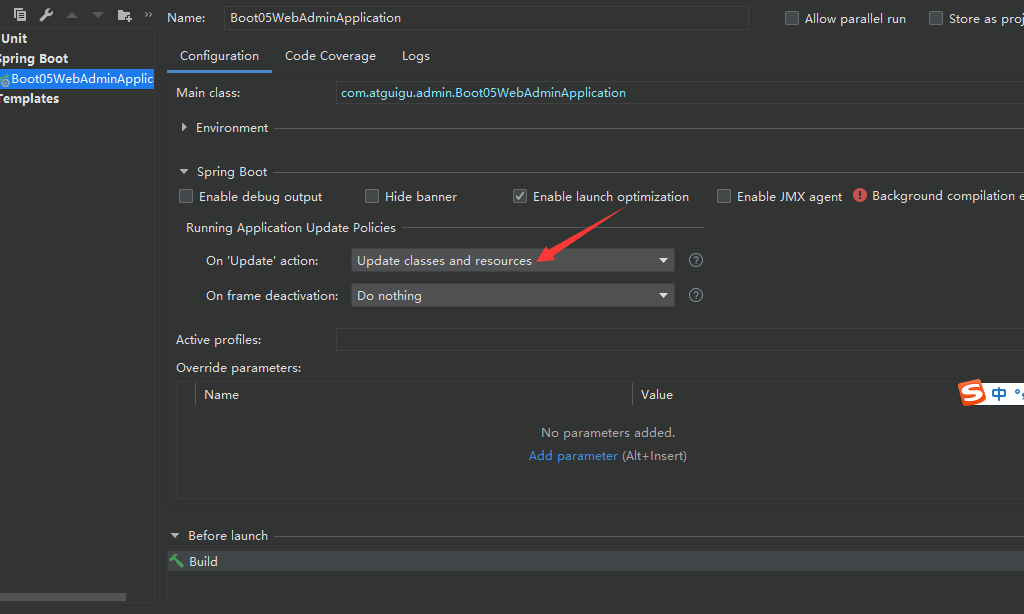 »
Name: Boot05WebAdminApplication Allow parallel run Store as proj
Unit
Spring Boot
Boot05WebAdminApplic
Templates
Configuration Code Coverage Logs
Main class: com.atguigu.admin.Boot05WebAdminApplication
Environment
Spring Boot
Enable debug output Hide banner Enable launch optimization Enable JMX agent Background compilation e
Running Application Update Policies
On 'Update' action: Update classes and resources ?
On frame deactivation: Do nothing ?
Active profiles:
Override parameters:
Name Value
S 中 °,
No parameters added.
Add parameter (Alt+Insert)
Before launch
Build